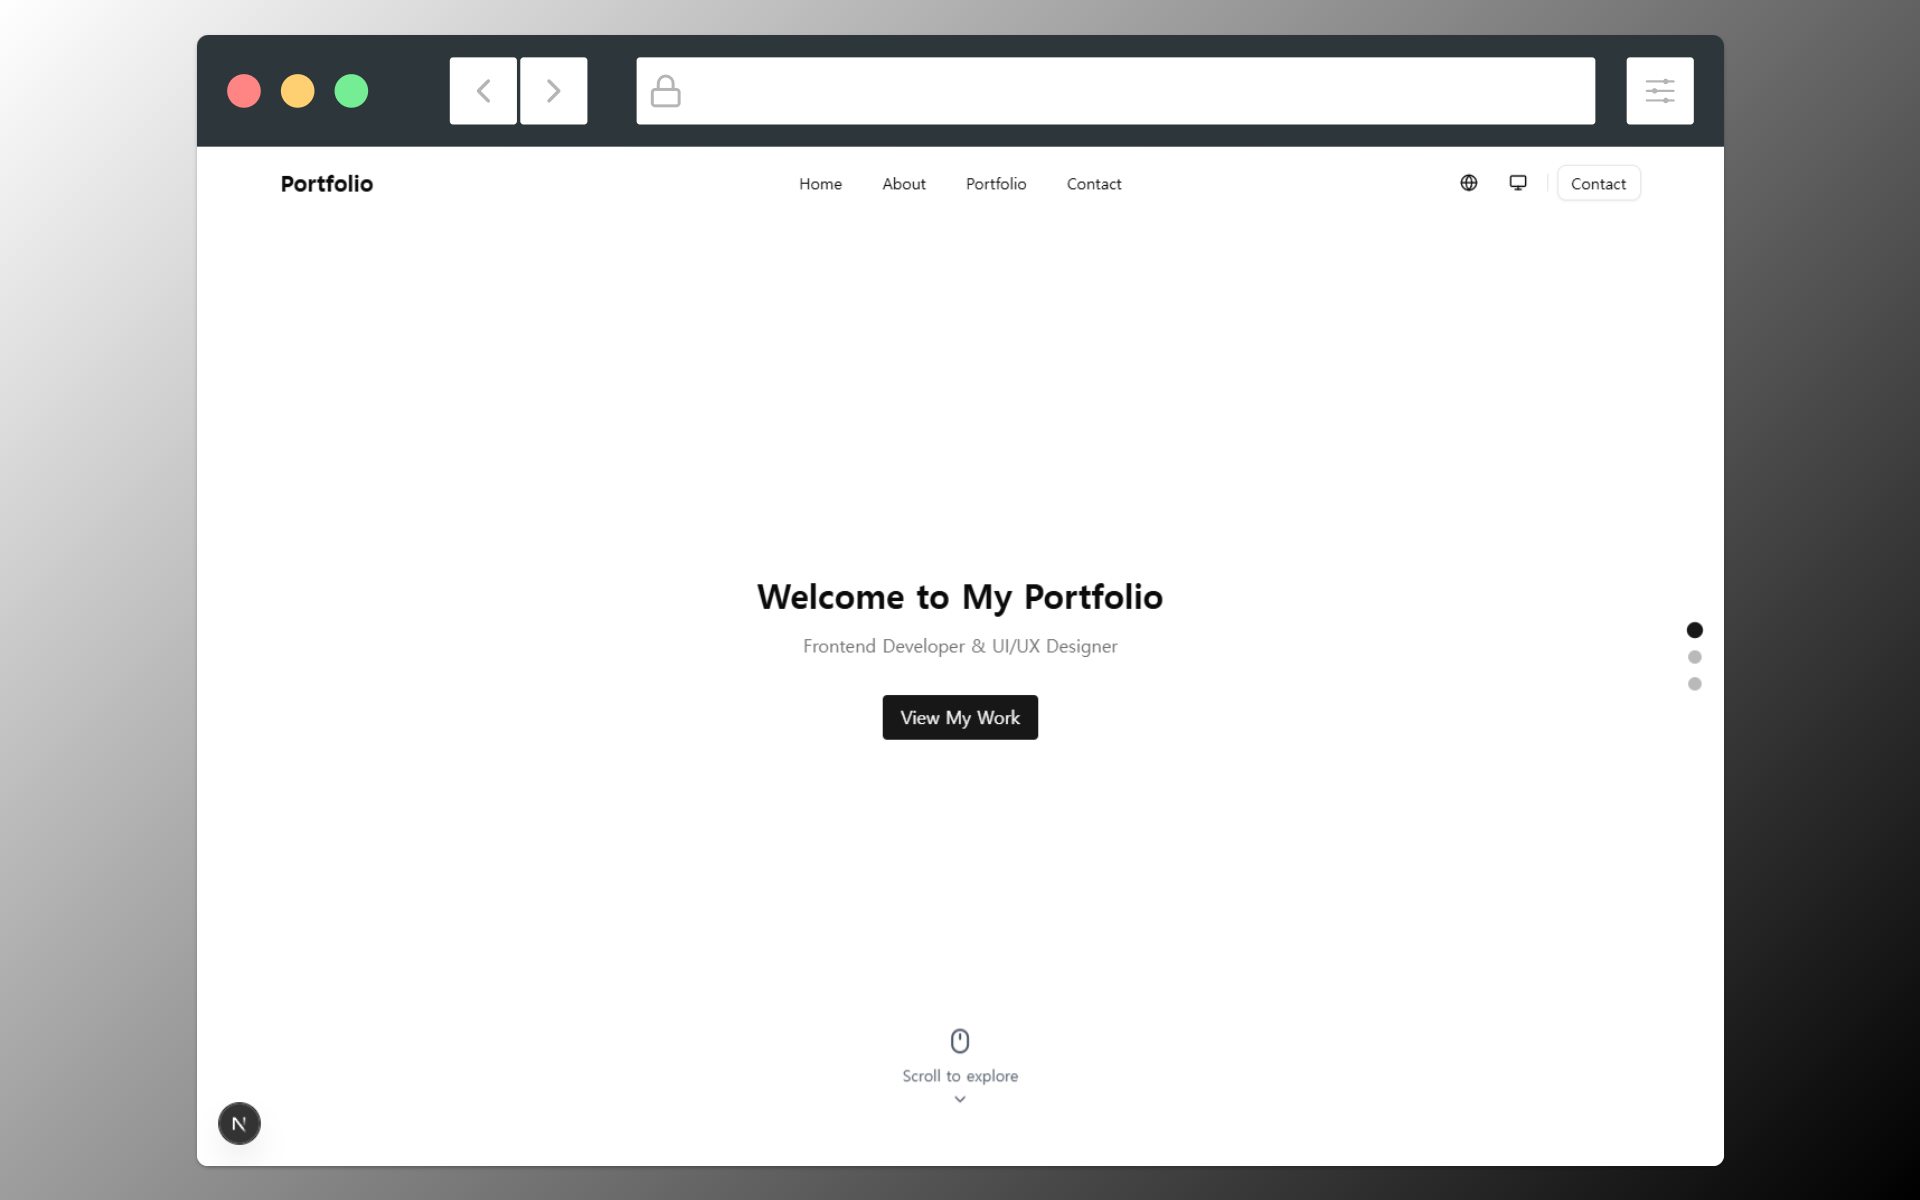 Portfolio
Home About Portfolio Contact
Contact
Welcome to My Portfolio
Frontend Developer & UI/UX Designer
View My Work
Scroll to explore
N